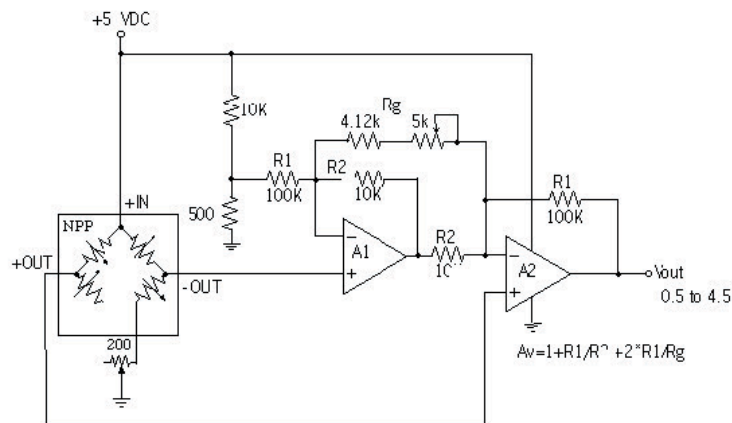 +5 VDC
10K
Rg
4.12k
5k
R1
100K
R2
10K
R1
100K
500
+IN
NPP
+OUT
-OUT
A1
R2
A2
Vout
0.5 to 4.5
200